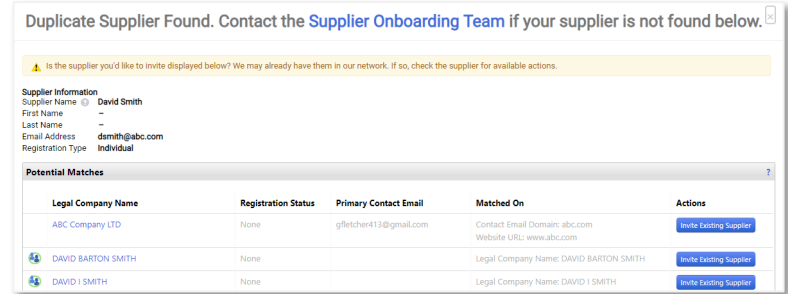 Duplicate Supplier Found. Contact the Supplier Onboarding Team if your supplier is not found below.
Is the supplier you'd like to invite displayed below? We may already have them in our network. If so, check the supplier for available actions.
Supplier Information
Supplier Name ? David Smith
First Name –
Last Name –
Email Address dsmith@abc.com
Registration Type Individual
Potential Matches ?
Legal Company Name Registration Status Primary Contact Email Matched On Actions
ABC Company LTD None gfletcher413@gmail.com Contact Email Domain: abc.com Invite Existing Supplier
Website URL: www.abc.com
DAVID BARTON SMITH None Legal Company Name: DAVID BARTON SMITH Invite Existing Supplier
DAVID I SMITH None Legal Company Name: DAVID I SMITH Invite Existing Supplier